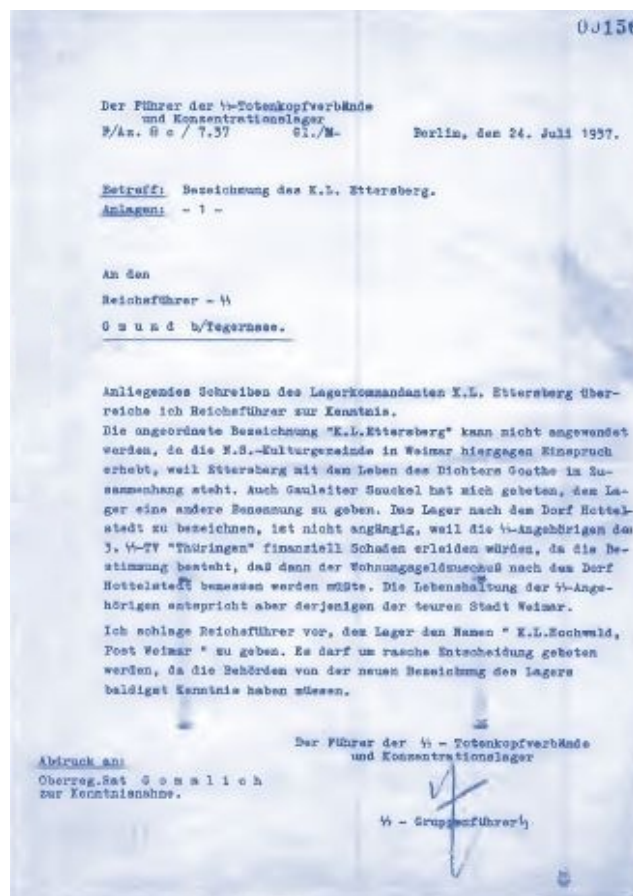 00156
Der Führer der ᛋᛋ-Totenkopfverbände
und Konzentrationslager
Berlin, den 24. Juli 1937.
Betreff: Bezeichnung des K.L. Ettersberg.
Anlagen: - 1 -
An den
Reichsführer - ᛋᛋ
G m u n d b/Tegernsee.
Anliegendes Schreiben des Lagerkommandanten K.L. Ettersberg über-
reiche ich Reichsführer zur Kenntnis.
Die angeordnete Bezeichnung "K.L.Ettersberg" kann nicht angewendet
werden, da die N.S.-Kulturgemeinde in Weimar hiergegen Einspruch
erhebt, weil Ettersberg mit dem Leben des Dichters Goethe im Zu-
sammenhang steht. Auch Gauleiter Sauckel hat mich gebeten, dem La-
ger eine andere Benennung zu geben. Das Lager nach dem Dorf Hottel-
stedt zu bezeichnen, ist nicht angängig, weil die ᛋᛋ-Angehörigen der
3. ᛋᛋ-TV "Thüringen" finanziell Schaden erleiden würden, da die Be-
stimmung besteht, daß dann der Wohnungsgeldzuschuß nach dem Dorf
Hottelstedt bemessen werden müßte. Die Lebenshaltung der ᛋᛋ-Ange-
hörigen entspricht aber derjenigen der teuren Stadt Weimar.
Ich schlage Reichsführer vor, dem Lager den Namen " K.L.Hochwald,
Post Weimar " zu geben. Es darf um rasche Entscheidung gebeten
werden, da die Behörden von der neuen Bezeichnung des Lagers
baldigst Kenntnis haben müssen.
Der Führer der ᛋᛋ - Totenkopfverbände
und Konzentrationslager
Abdruck an:
Oberreg.Rat G o m m l i c h
zur Kenntnisnahme.
ᛋᛋ - Gruppenführer